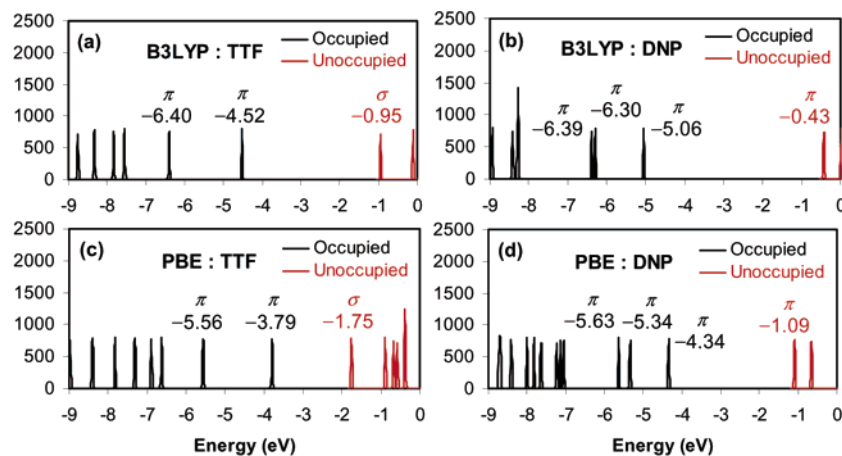 (a) B3LYP : TTF
Occupied
Unoccupied
π −6.40
π −4.52
σ −0.95
2500
2000
1500
1000
500
0
-9 -8 -7 -6 -5 -4 -3 -2 -1 0
(b) B3LYP : DNP
Occupied
Unoccupied
π −6.39
π −6.30
π −5.06
π −0.43
2500
2000
1500
1000
500
0
-9 -8 -7 -6 -5 -4 -3 -2 -1 0
(c) PBE : TTF
Occupied
Unoccupied
π −5.56
π −3.79
σ −1.75
2500
2000
1500
1000
500
0
-9 -8 -7 -6 -5 -4 -3 -2 -1 0
Energy (eV)
(d) PBE : DNP
Occupied
Unoccupied
π −5.63
π −5.34
π −4.34
π −1.09
2500
2000
1500
1000
500
0
-9 -8 -7 -6 -5 -4 -3 -2 -1 0
Energy (eV)